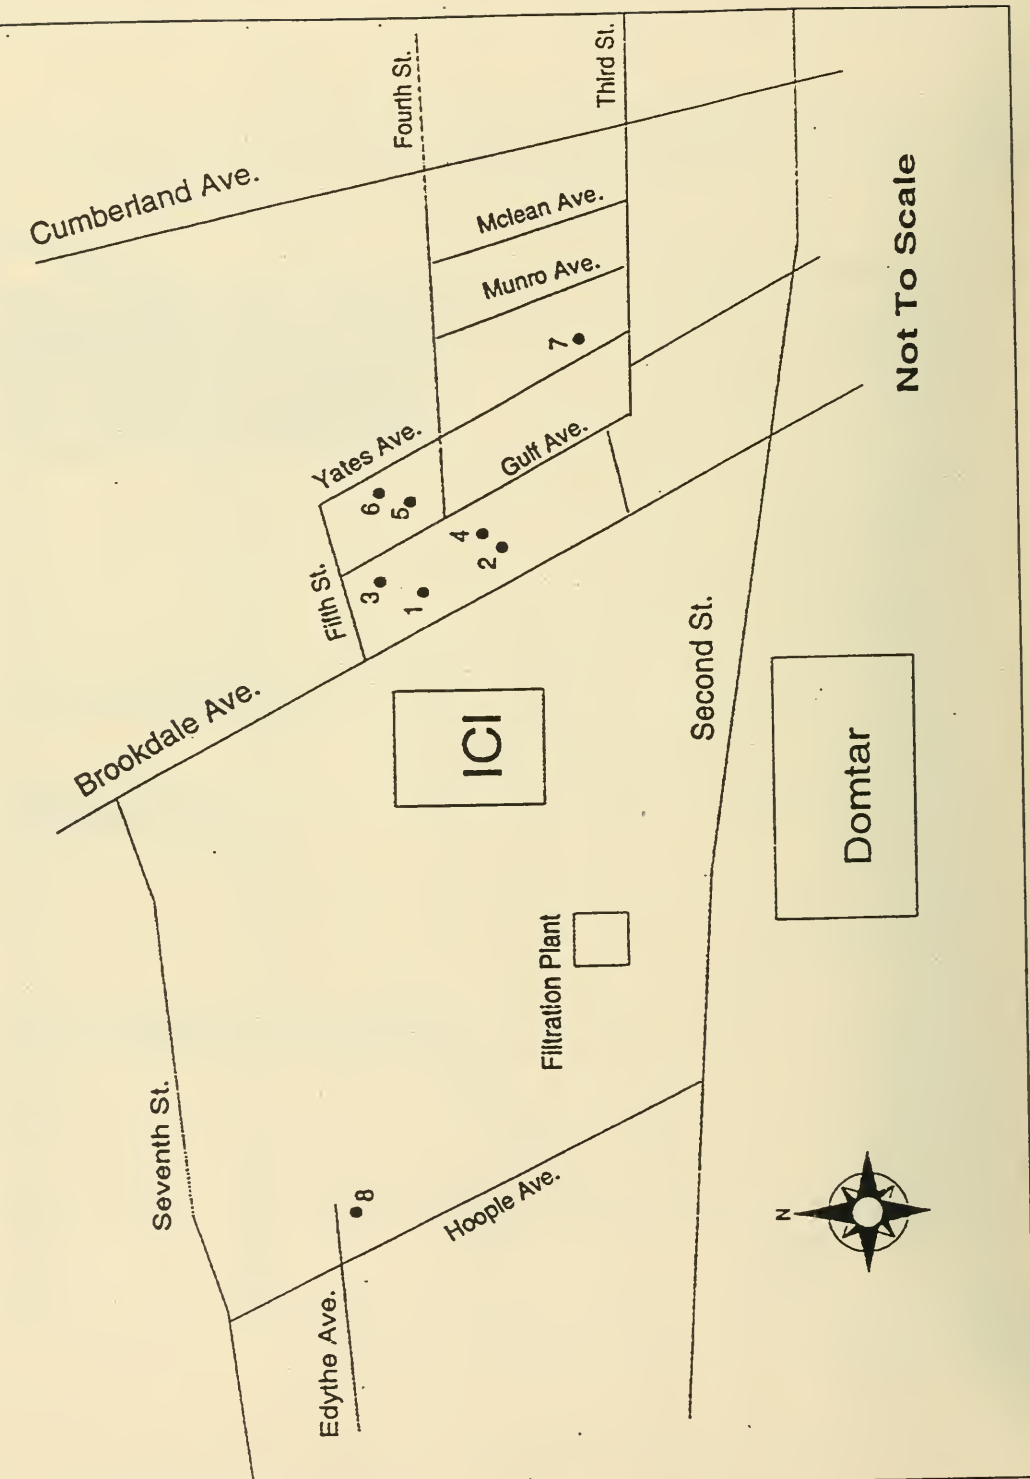 Seventh St.
Brookdale Ave.
Cumberland Ave.
Edythe Ave.
Fifth St.
Yates Ave.
8
3
6
5
Fourth St.
1
4
2
ICI
Hoople Ave.
Gulf Ave.
Munro Ave.
Mclean Ave.
Filtration Plant
7
Third St.
Second St.
N
Domtar
Not To Scale